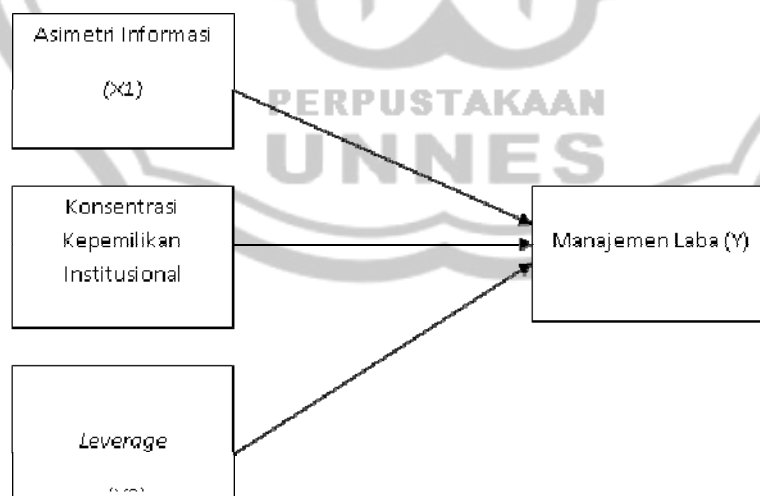 Asimetri Informasi
(X1)
PERPUSTAKAAN
UNNES
Konsentrasi
Kepemilikan
Institusional
Manajemen Laba (Y)
Leverage